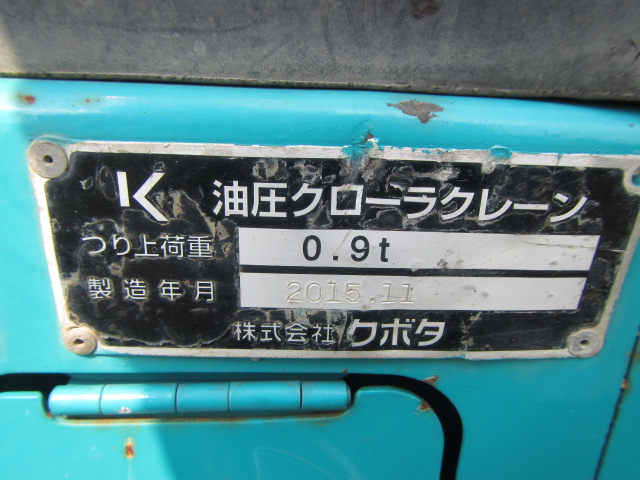 K 油圧クローラクレーン
つり上荷重 0.9t
製造年月 2015.11
株式会社 クボタ